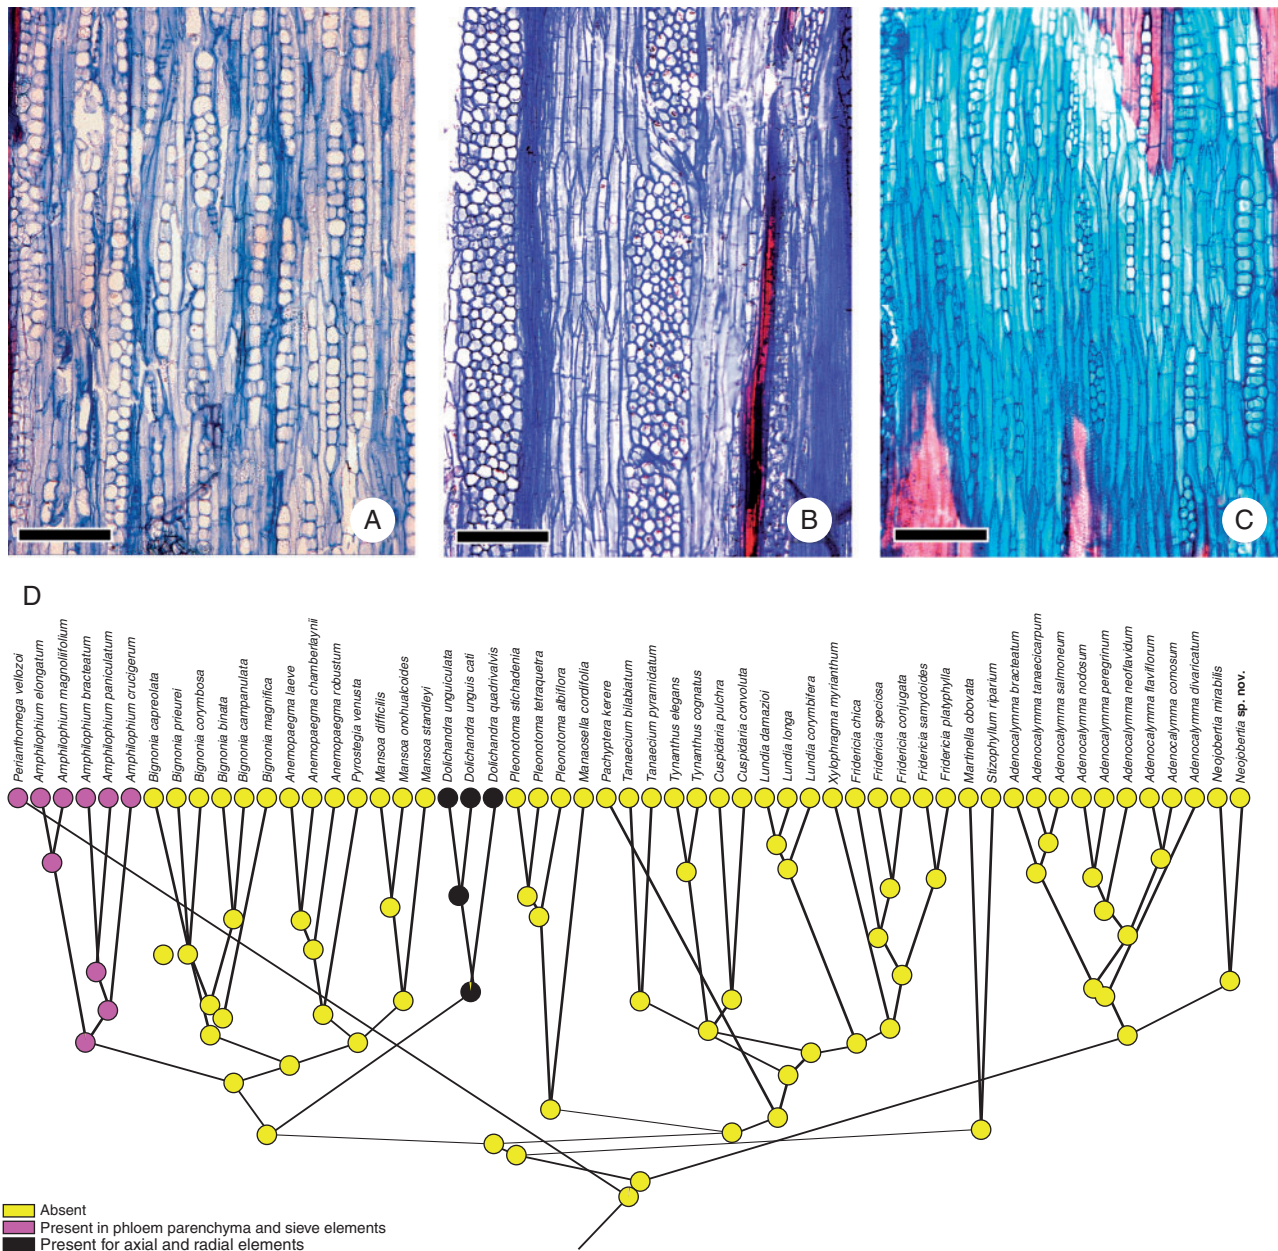 A
B
C
D
Perianthomega vellozoi
Amphilophium elongatum
Amphilophium magnoliifolium
Amphilophium bracteatum
Amphilophium paniculatum
Amphilophium crucigerum
Bignonia capreolata
Bignonia prieurei
Bignonia corymbosa
Bignonia binata
Bignonia campanulata
Bignonia magnifica
Anemopaegma laeve
Anemopaegma chamberlaynii
Anemopaegma robustum
Pyrostegia venusta
Mansoa difficilis
Mansoa onohualcoides
Mansoa standleyi
Dolichandra unguiculata
Dolichandra unguis cati
Dolichandra quadrivalvis
Pleonotoma stichadenia
Pleonotoma tetraquetra
Pleonotoma albiflora
Manaosella cordifolia
Pachyptera kerere
Tanaecium bilabiatum
Tanaecium pyramidatum
Tynanthus elegans
Tynanthus cognatus
Cuspidaria pulchra
Cuspidaria convoluta
Lundia damazioi
Lundia longa
Lundia corymbifera
Xylophragma myrianthum
Fridericia chica
Fridericia speciosa
Fridericia conjugata
Fridericia samydoides
Fridericia platyphylla
Martinella obovata
Stizophyllum riparium
Adenocalymma bracteatum
Adenocalymma tanaecicarpum
Adenocalymma salmoneum
Adenocalymma nodosum
Adenocalymma peregrinum
Adenocalymma neoflavidum
Adenocalymma flaviflorum
Adenocalymma comosum
Adenocalymma divaricatum
Neojobertia mirabilis
Neojobertia sp. nov.
Absent
Present in phloem parenchyma and sieve elements
Present for axial and radial elements